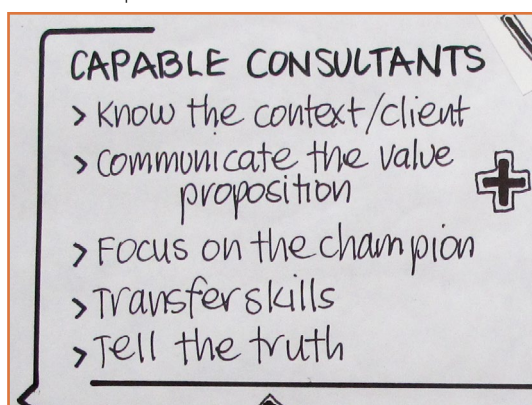 CAPABLE CONSULTANTS
> Know the context/client
> Communicate the value
proposition
> Focus on the champion
> Transfer skills
> Tell the truth